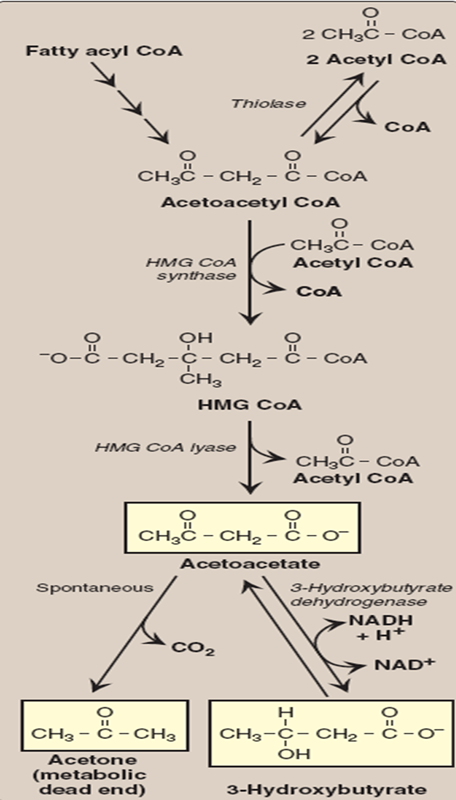 O
2 CH₃C – CoA
Fatty acyl CoA
2 Acetyl CoA
Thiolase
CoA
O O
CH₃C – CH₂ – C – CoA
Acetoacetyl CoA
O
CH₃C – CoA
HMG CoA
synthase
Acetyl CoA
CoA
O OH O
⁻O–C – CH₂–C – CH₂ – C – CoA
CH₃
HMG CoA
HMG CoA lyase
O
CH₃C – CoA
Acetyl CoA
O O
CH₃C – CH₂ – C – O⁻
Acetoacetate
Spontaneous
3-Hydroxybutyrate
dehydrogenase
NADH
+ H⁺
CO₂
NAD⁺
O
CH₃ – C – CH₃
Acetone
(metabolic
dead end)
H O
CH₃–C – CH₂ – C –O⁻
OH
3-Hydroxybutyrate